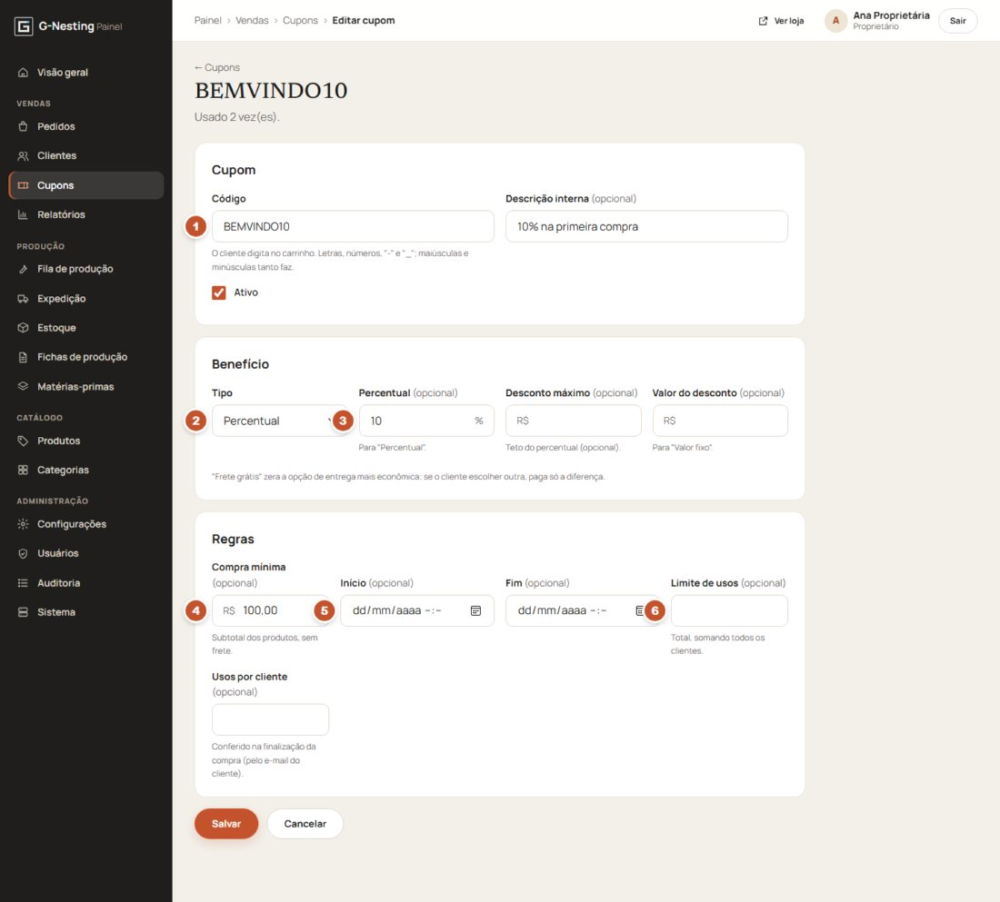 G-Nesting Painel
Painel › Vendas › Cupons › Editar cupom
Ver loja
A
Ana Proprietária
Proprietário
Sair
Visão geral
VENDAS
Pedidos
Clientes
Cupons
Relatórios
PRODUÇÃO
Fila de produção
Expedição
Estoque
Fichas de produção
Matérias-primas
CATÁLOGO
Produtos
Categorias
ADMINISTRAÇÃO
Configurações
Usuários
Auditoria
Sistema
← Cupons
BEMVINDO10
Usado 2 vez(es).
Cupom
Código
Descrição interna (opcional)
1
BEMVINDO10
10% na primeira compra
O cliente digita no carrinho. Letras, números, "-" e "_"; maiúsculas e
minúsculas tanto faz.
Ativo
Benefício
Tipo
Percentual (opcional)
Desconto máximo (opcional)
Valor do desconto (opcional)
2
Percentual
3
10 %
R$
R$
Para "Percentual".
Teto do percentual (opcional).
Para "Valor fixo".
"Frete grátis" zera a opção de entrega mais econômica; se o cliente escolher outra, paga só a diferença.
Regras
Compra mínima
(opcional)
Início (opcional)
Fim (opcional)
Limite de usos (opcional)
4
R$ 100,00
5
dd/mm/aaaa --:--
dd/mm/aaaa --:--
6
Subtotal dos produtos, sem
frete.
Total, somando todos os
clientes.
Usos por cliente
(opcional)
Conferido na finalização da
compra (pelo e-mail do
cliente).
Salvar
Cancelar